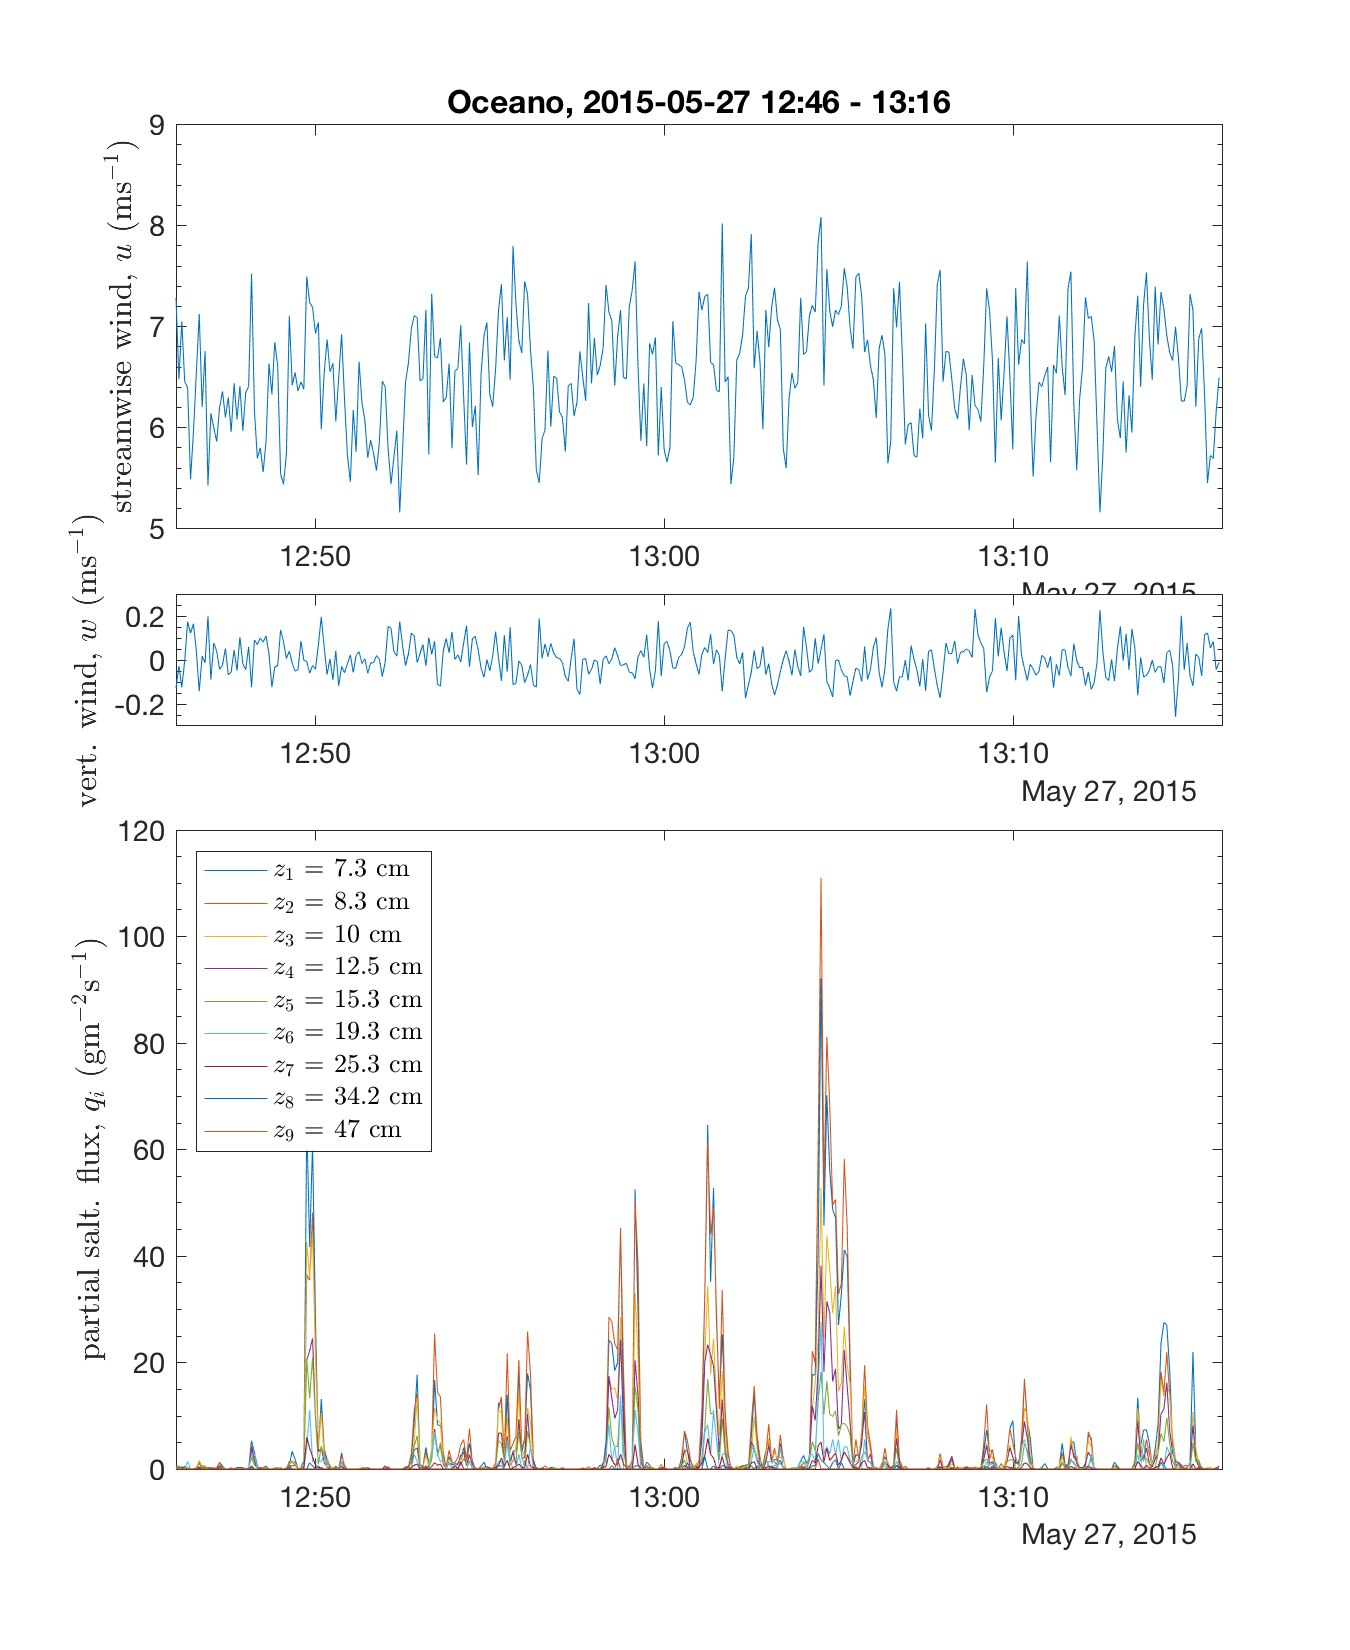 Oceano, 2015-05-27 12:46 - 13:16
streamwise wind, u (ms⁻¹)
9
8
7
6
5
12:50 13:00 13:10
May 27, 2015
vert. wind, w (ms⁻¹)
0.2
0
-0.2
12:50 13:00 13:10
May 27, 2015
partial salt. flux, qᵢ (gm⁻²s⁻¹)
120
100
80
60
40
20
0
z₁ = 7.3 cm
z₂ = 8.3 cm
z₃ = 10 cm
z₄ = 12.5 cm
z₅ = 15.3 cm
z₆ = 19.3 cm
z₇ = 25.3 cm
z₈ = 34.2 cm
z₉ = 47 cm
12:50 13:00 13:10
May 27, 2015